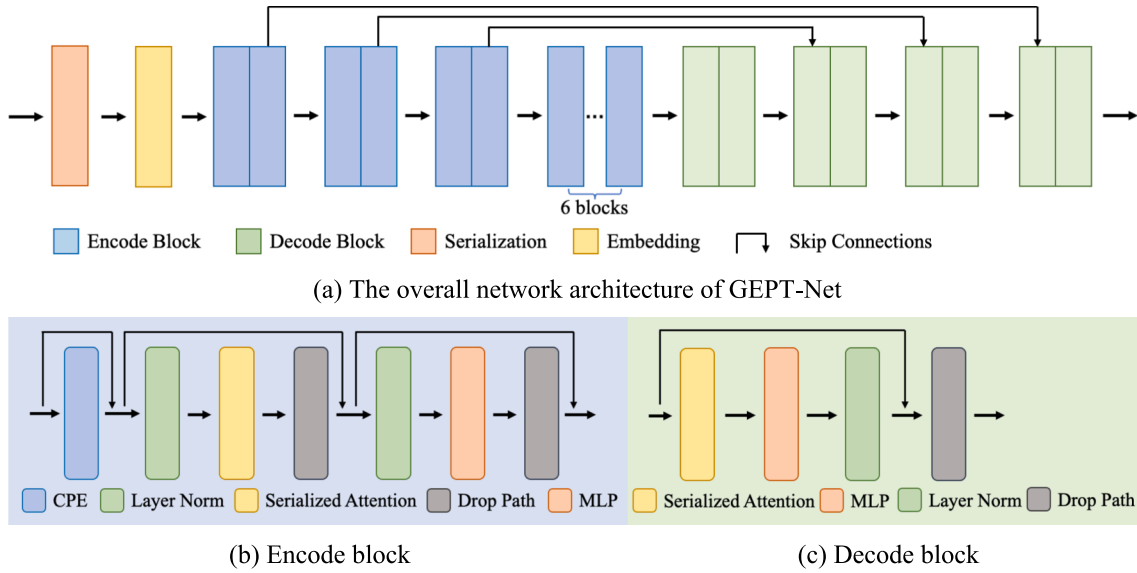 ...
6 blocks
Encode Block Decode Block Serialization Embedding Skip Connections
(a) The overall network architecture of GEPT-Net
CPE Layer Norm Serialized Attention Drop Path MLP Serialized Attention MLP Layer Norm Drop Path
(b) Encode block (c) Decode block